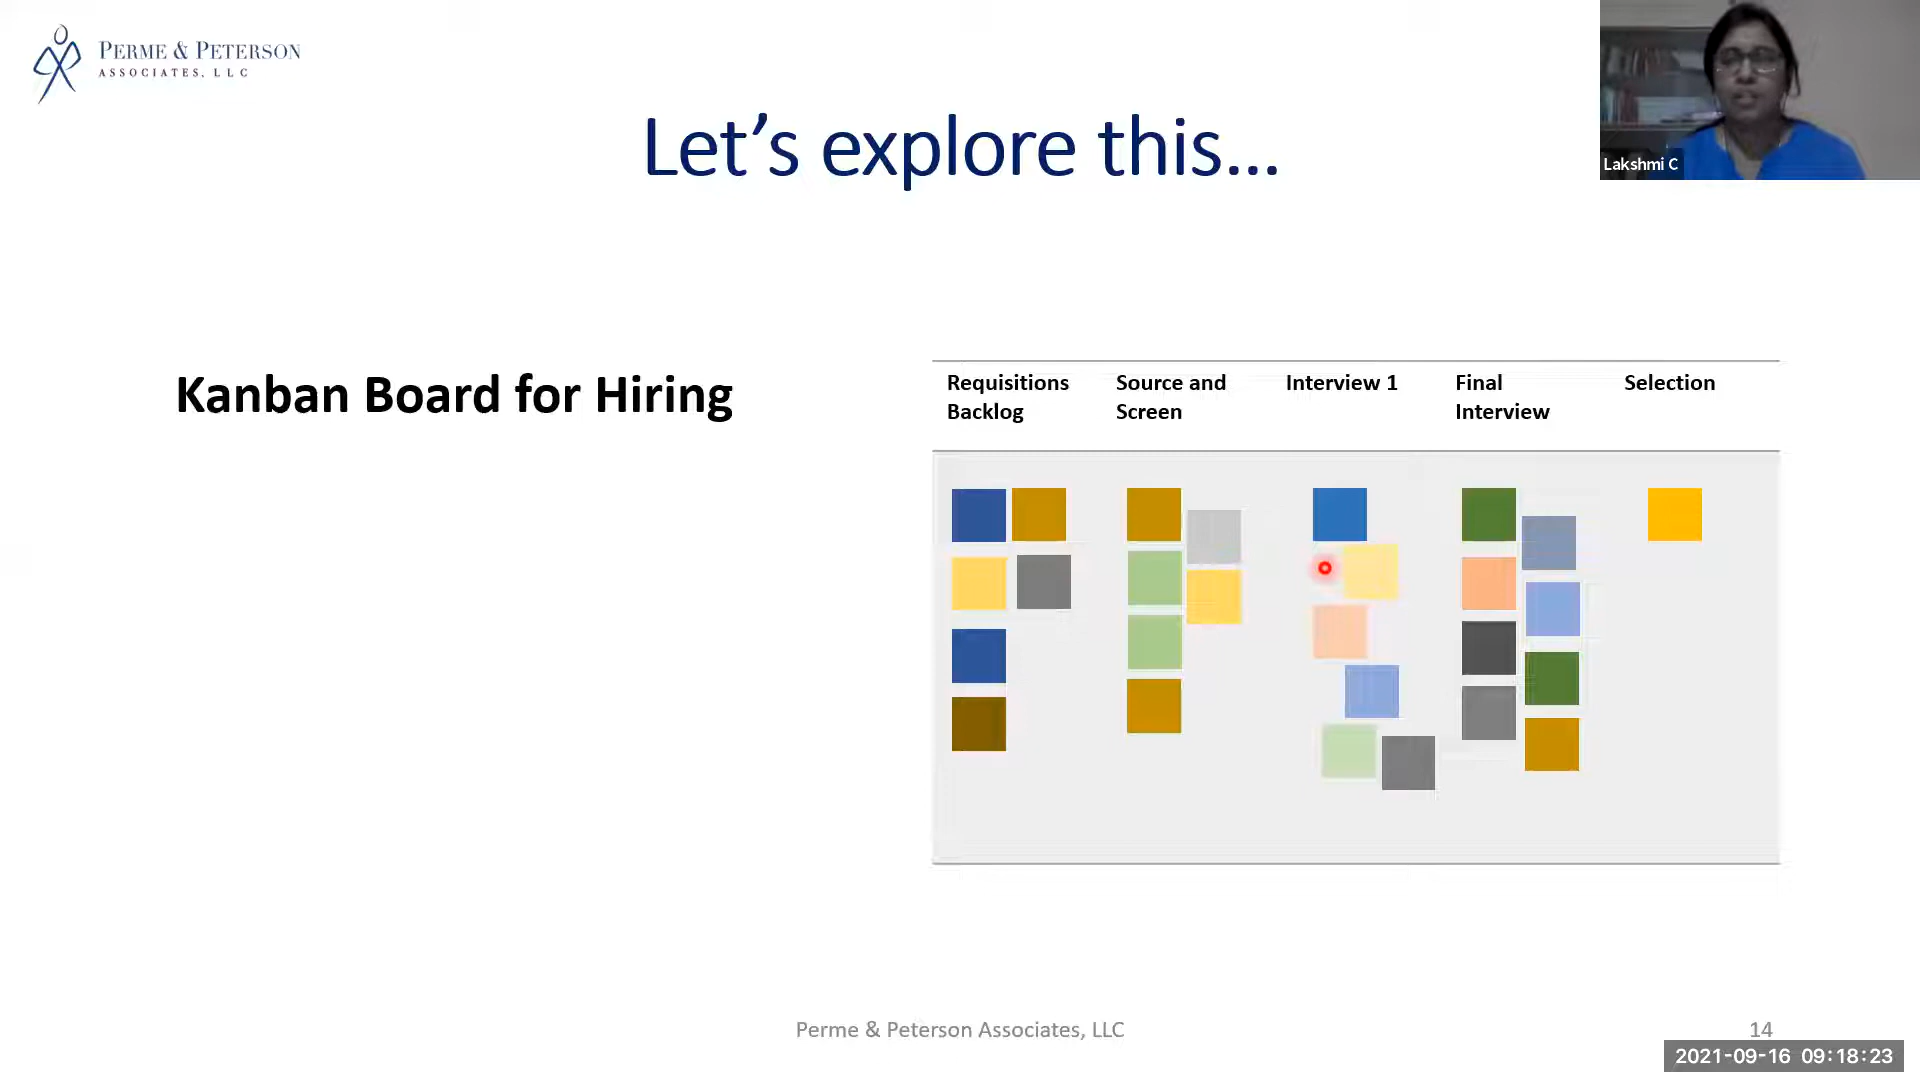 PERME & PETERSON
ASSOCIATES, LLC
Let’s explore this...
Lakshmi C
Kanban Board for Hiring
Requisitions
Backlog
Source and
Screen
Interview 1
Final
Interview
Selection
Perme & Peterson Associates, LLC
14
2021-09-16 09:18:23